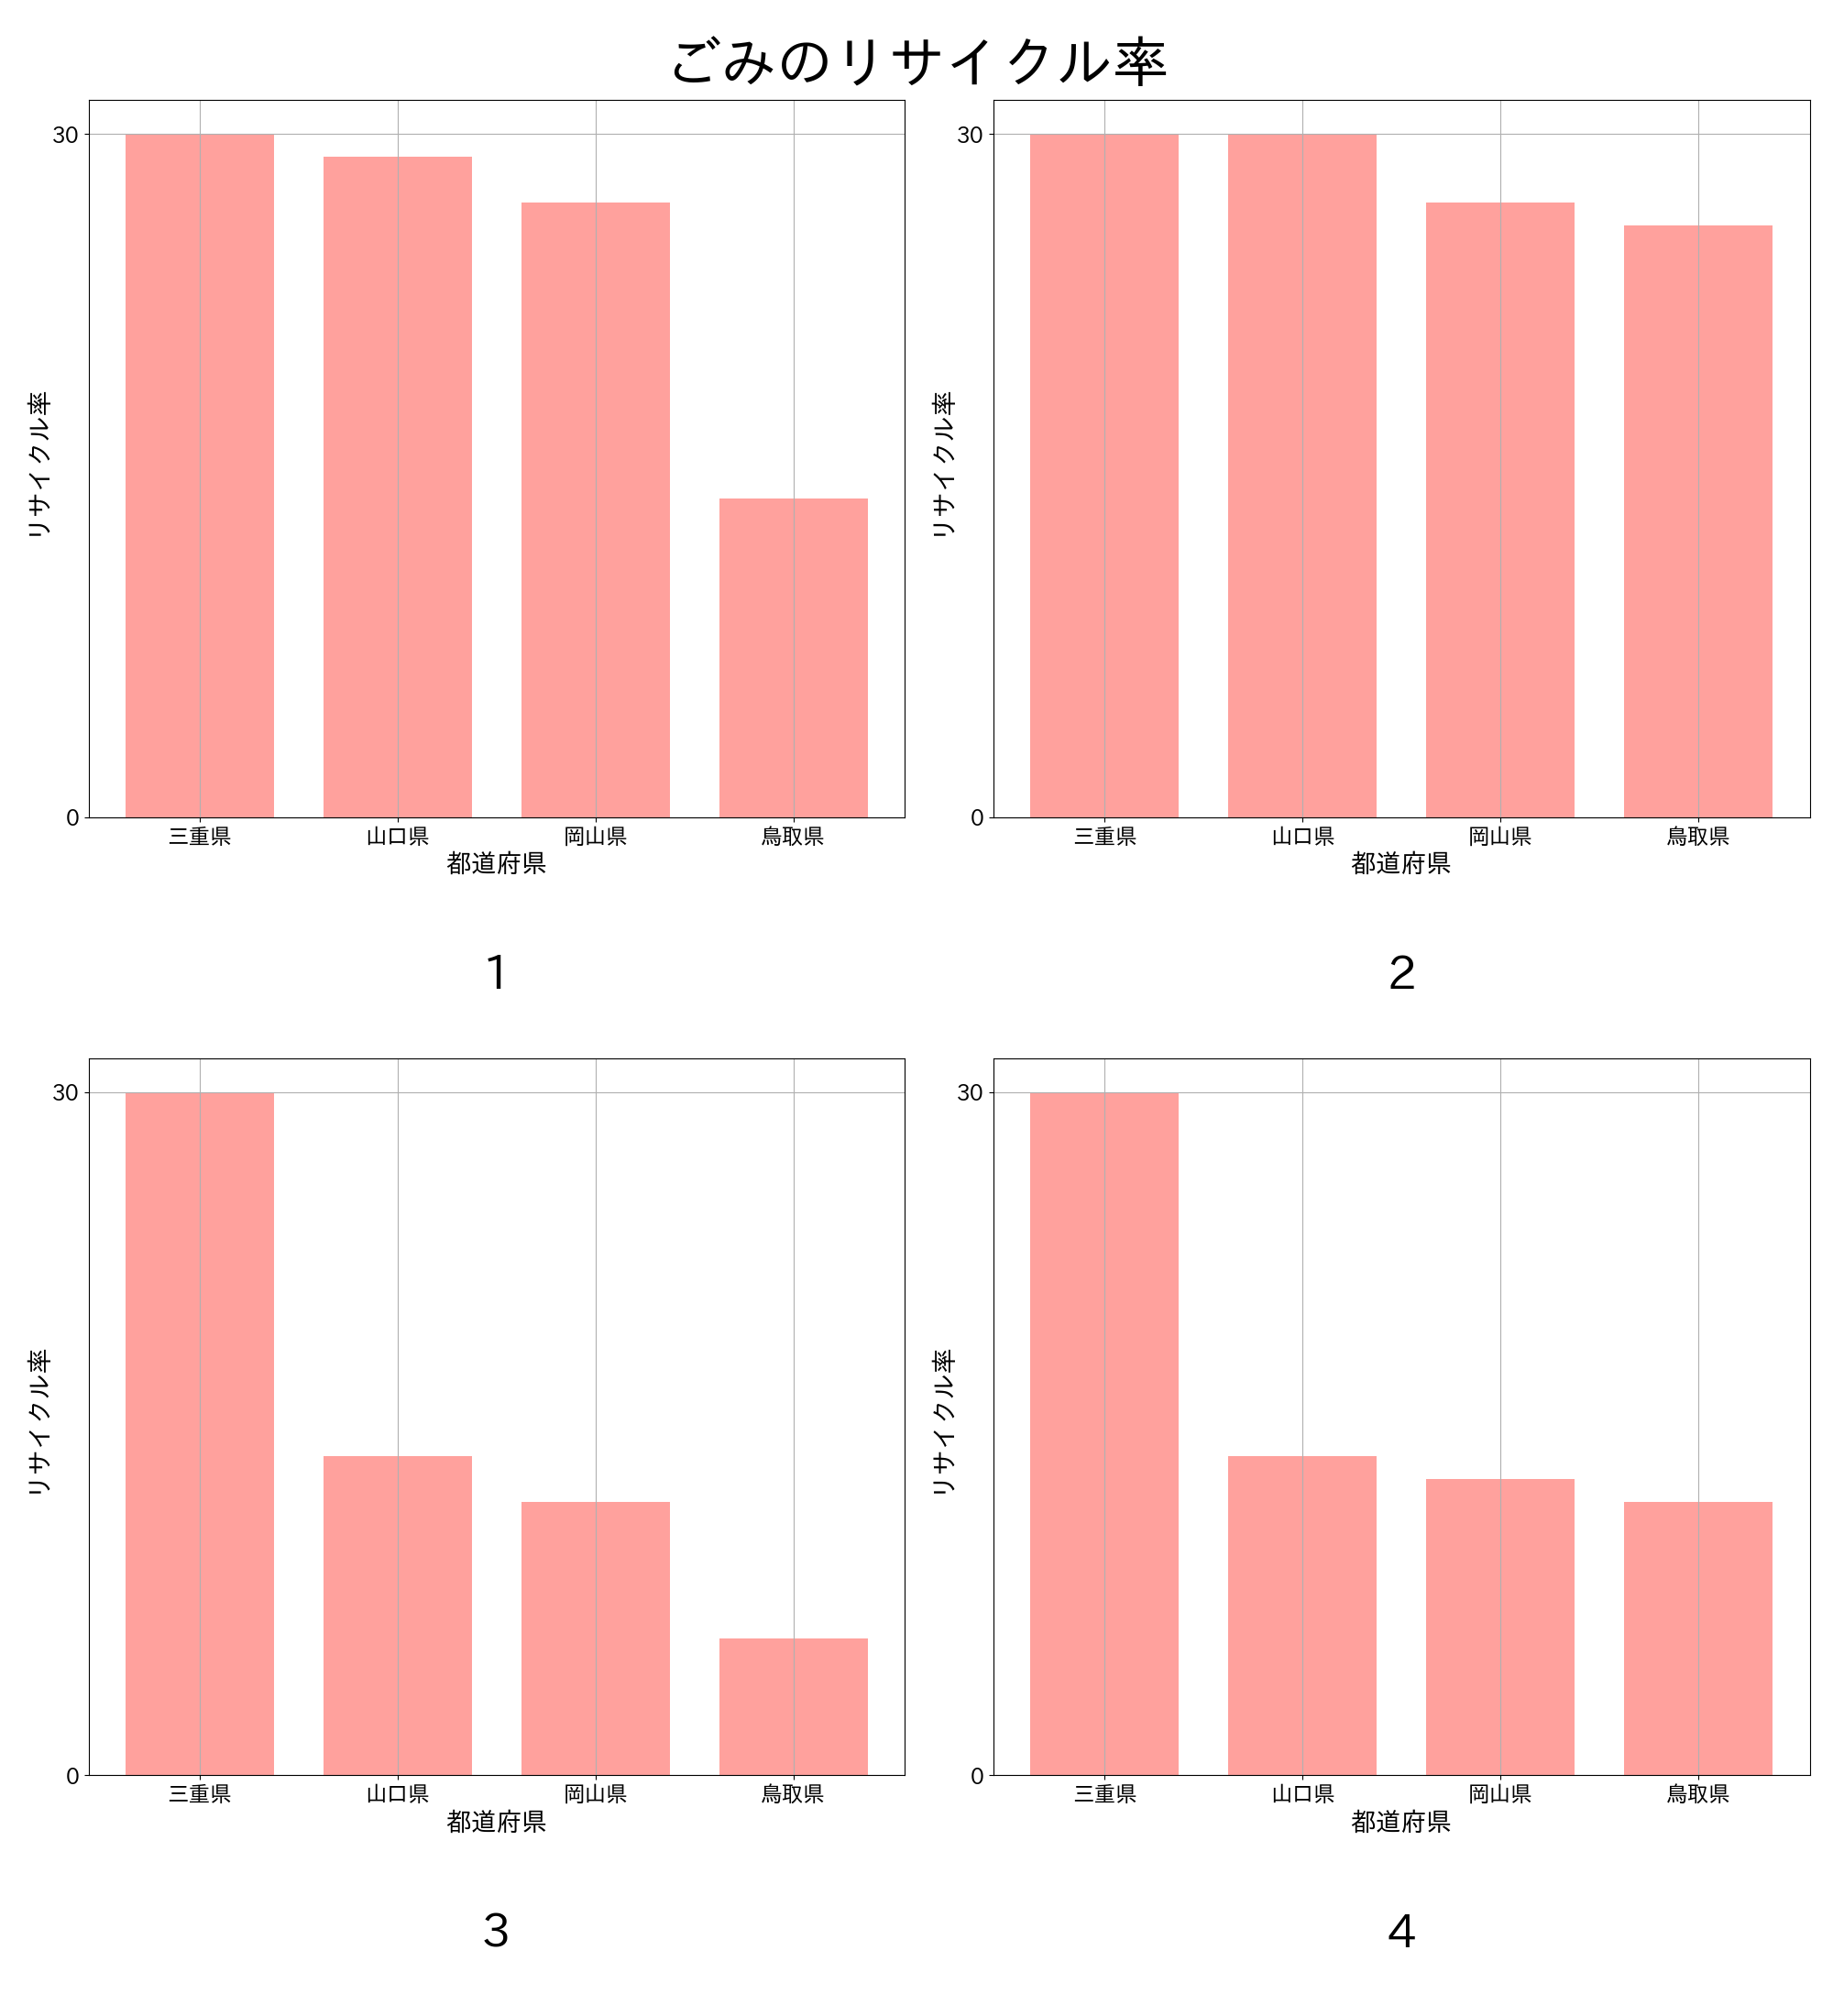 ごみのリサイクル率
30
0
リサイクル率
三重県 山口県 岡山県 鳥取県
都道府県
1
30
0
リサイクル率
三重県 山口県 岡山県 鳥取県
都道府県
2
30
0
リサイクル率
三重県 山口県 岡山県 鳥取県
都道府県
3
30
0
リサイクル率
三重県 山口県 岡山県 鳥取県
都道府県
4